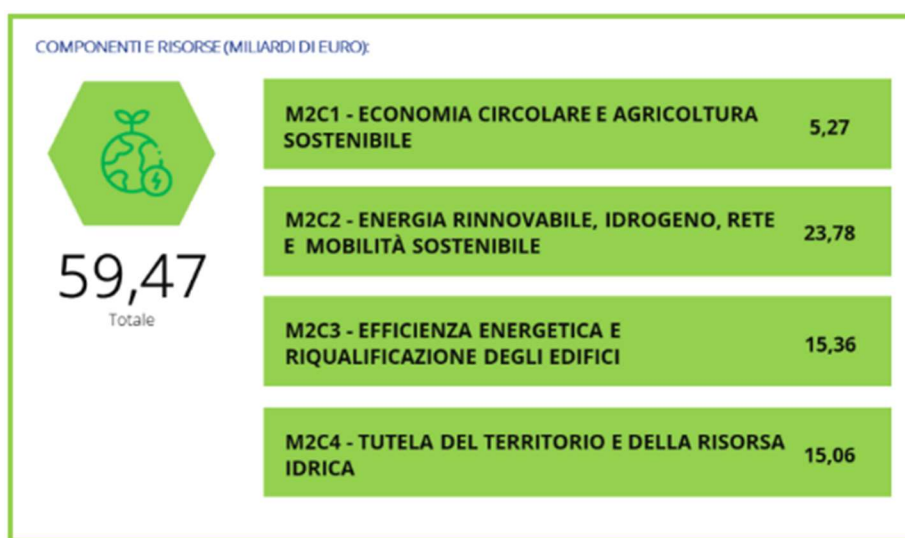 COMPONENTI E RISORSE (MILIARDI DI EURO):
59,47
Totale
M2C1 - ECONOMIA CIRCOLARE E AGRICOLTURA
SOSTENIBILE
5,27
M2C2 - ENERGIA RINNOVABILE, IDROGENO, RETE
E MOBILITÀ SOSTENIBILE
23,78
M2C3 - EFFICIENZA ENERGETICA E
RIQUALIFICAZIONE DEGLI EDIFICI
15,36
M2C4 - TUTELA DEL TERRITORIO E DELLA RISORSA
IDRICA
15,06